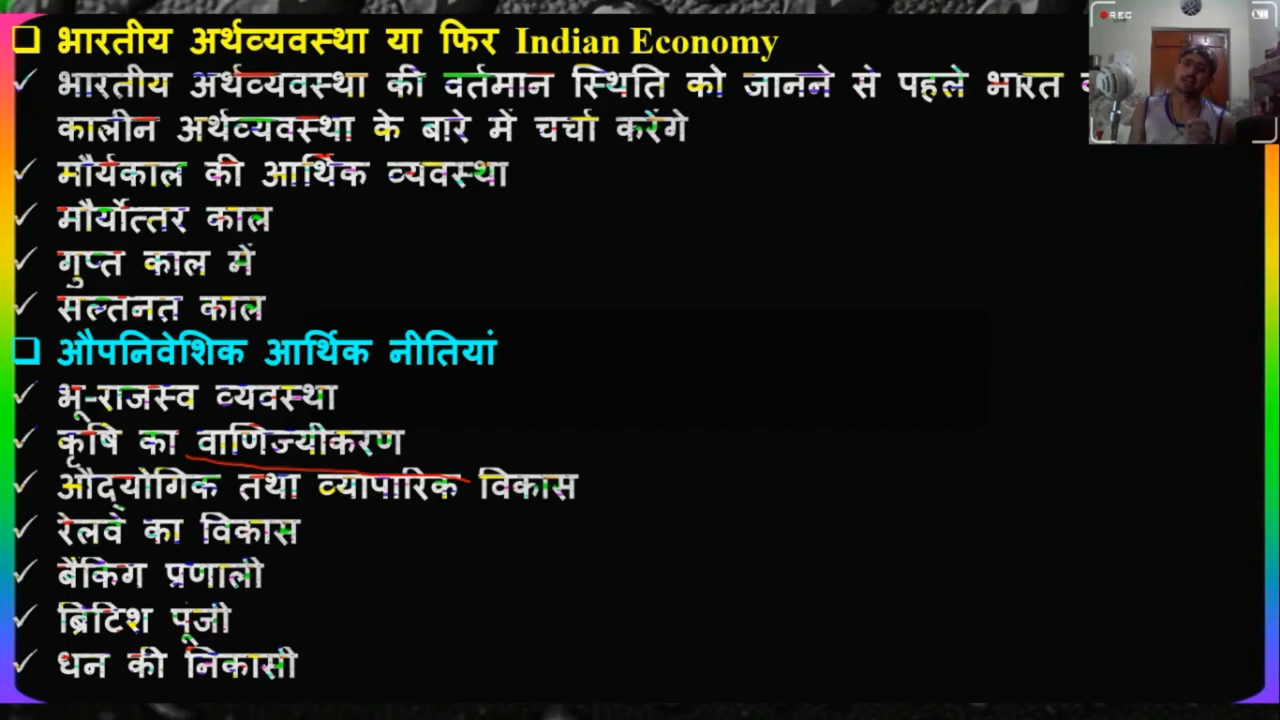 REC
भारतीय अर्थव्यवस्था या फिर Indian Economy
भारतीय अर्थव्यवस्था की वर्तमान स्थिति को जानने से पहले भारत
कालीन अर्थव्यवस्था के बारे में चर्चा करेंगे
मौर्यकाल की आर्थिक व्यवस्था
मौर्योत्तर काल
गुप्त काल में
सल्तनत काल
औपनिवेशिक आर्थिक नीतियां
भू-राजस्व व्यवस्था
कृषि का वाणिज्यीकरण
औद्योगिक तथा व्यापारिक विकास
रेलवे का विकास
बैंकिग प्रणाली
ब्रिटिश पूंजी
धन की निकासी